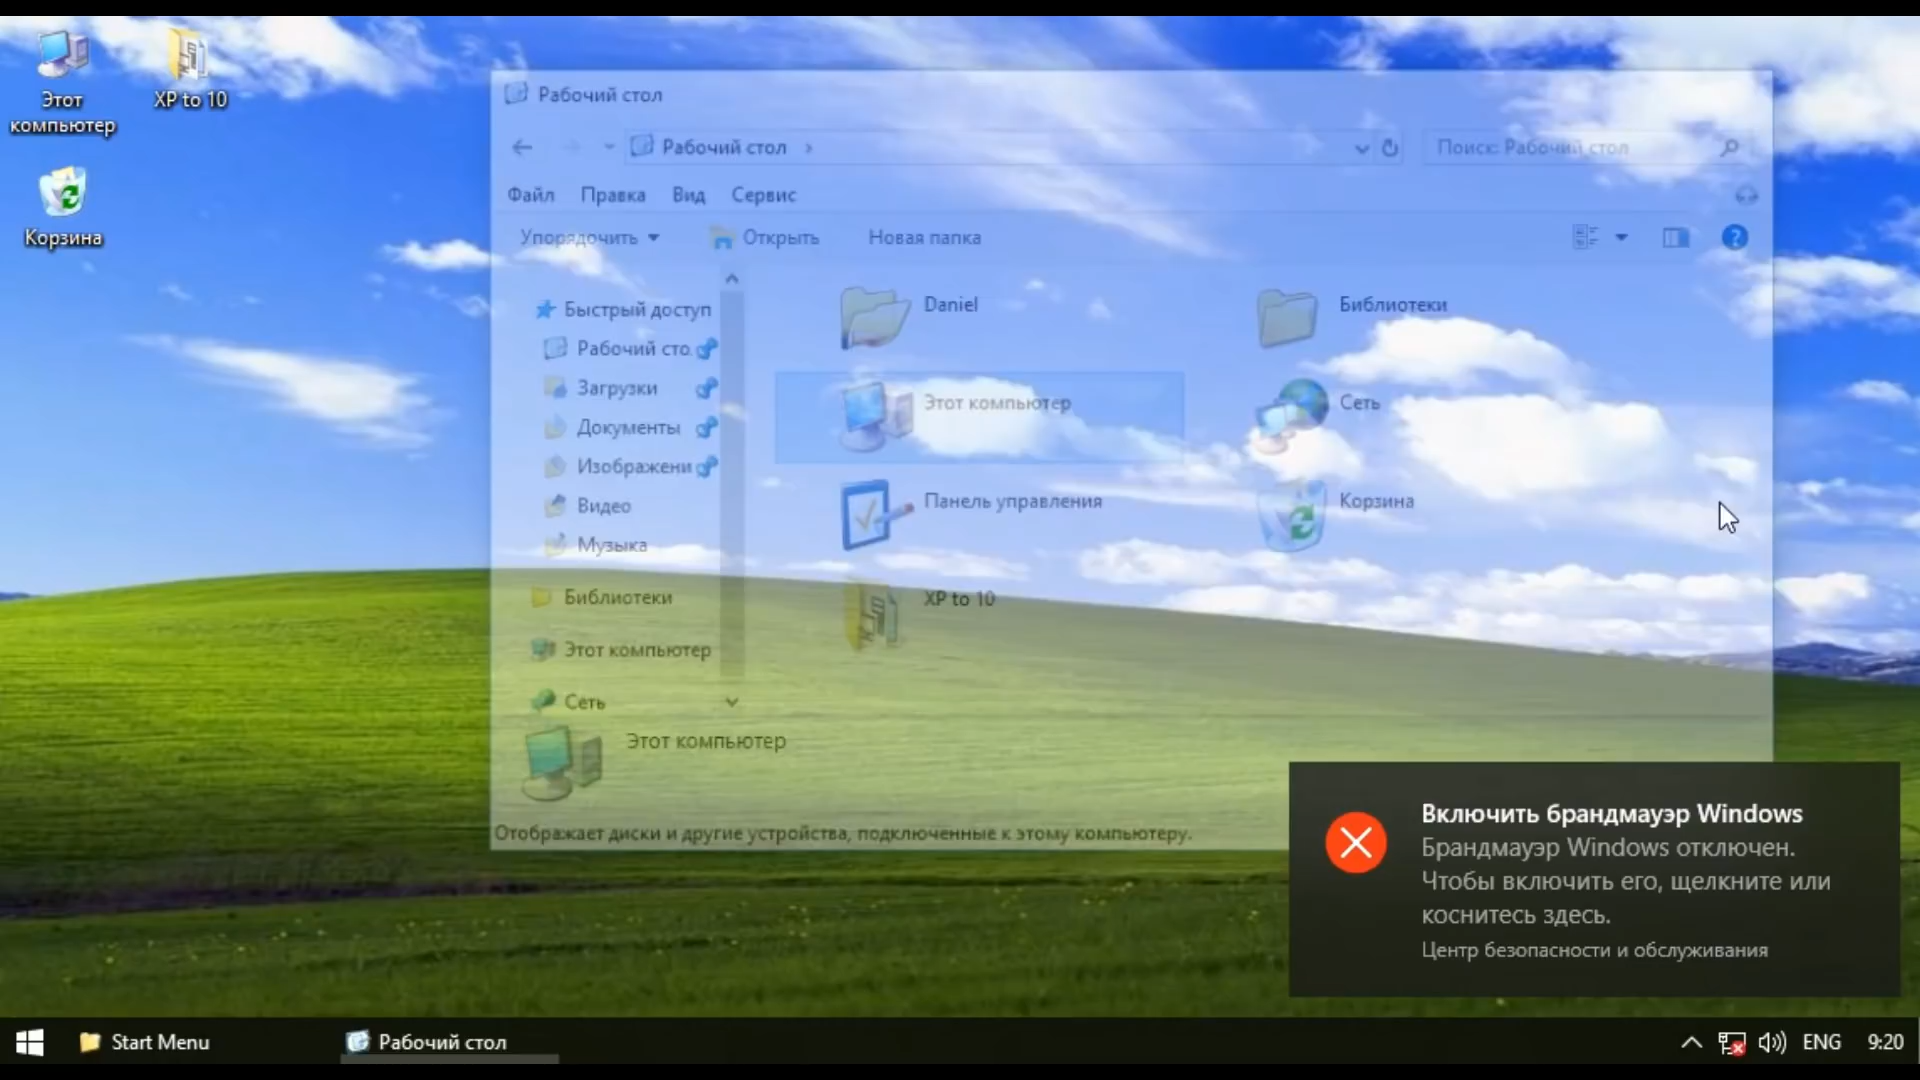 Этот
компьютер
XP to 10
Корзина
Рабочий стол
Рабочий стол
Поиск: Рабочий стол
Файл Правка Вид Сервис
Упорядочить Открыть Новая папка
Быстрый доступ
Рабочий сто
Загрузки
Документы
Изображени
Видео
Музыка
Библиотеки
Этот компьютер
Сеть
Daniel
Библиотеки
Этот компьютер
Сеть
Панель управления
Корзина
XP to 10
Этот компьютер
Отображает диски и другие устройства, подключенные к этому компьютеру.
Включить брандмауэр Windows
Брандмауэр Windows отключен.
Чтобы включить его, щелкните или
коснитесь здесь.
Центр безопасности и обслуживания
Start Menu
Рабочий стол
ENG
9:20